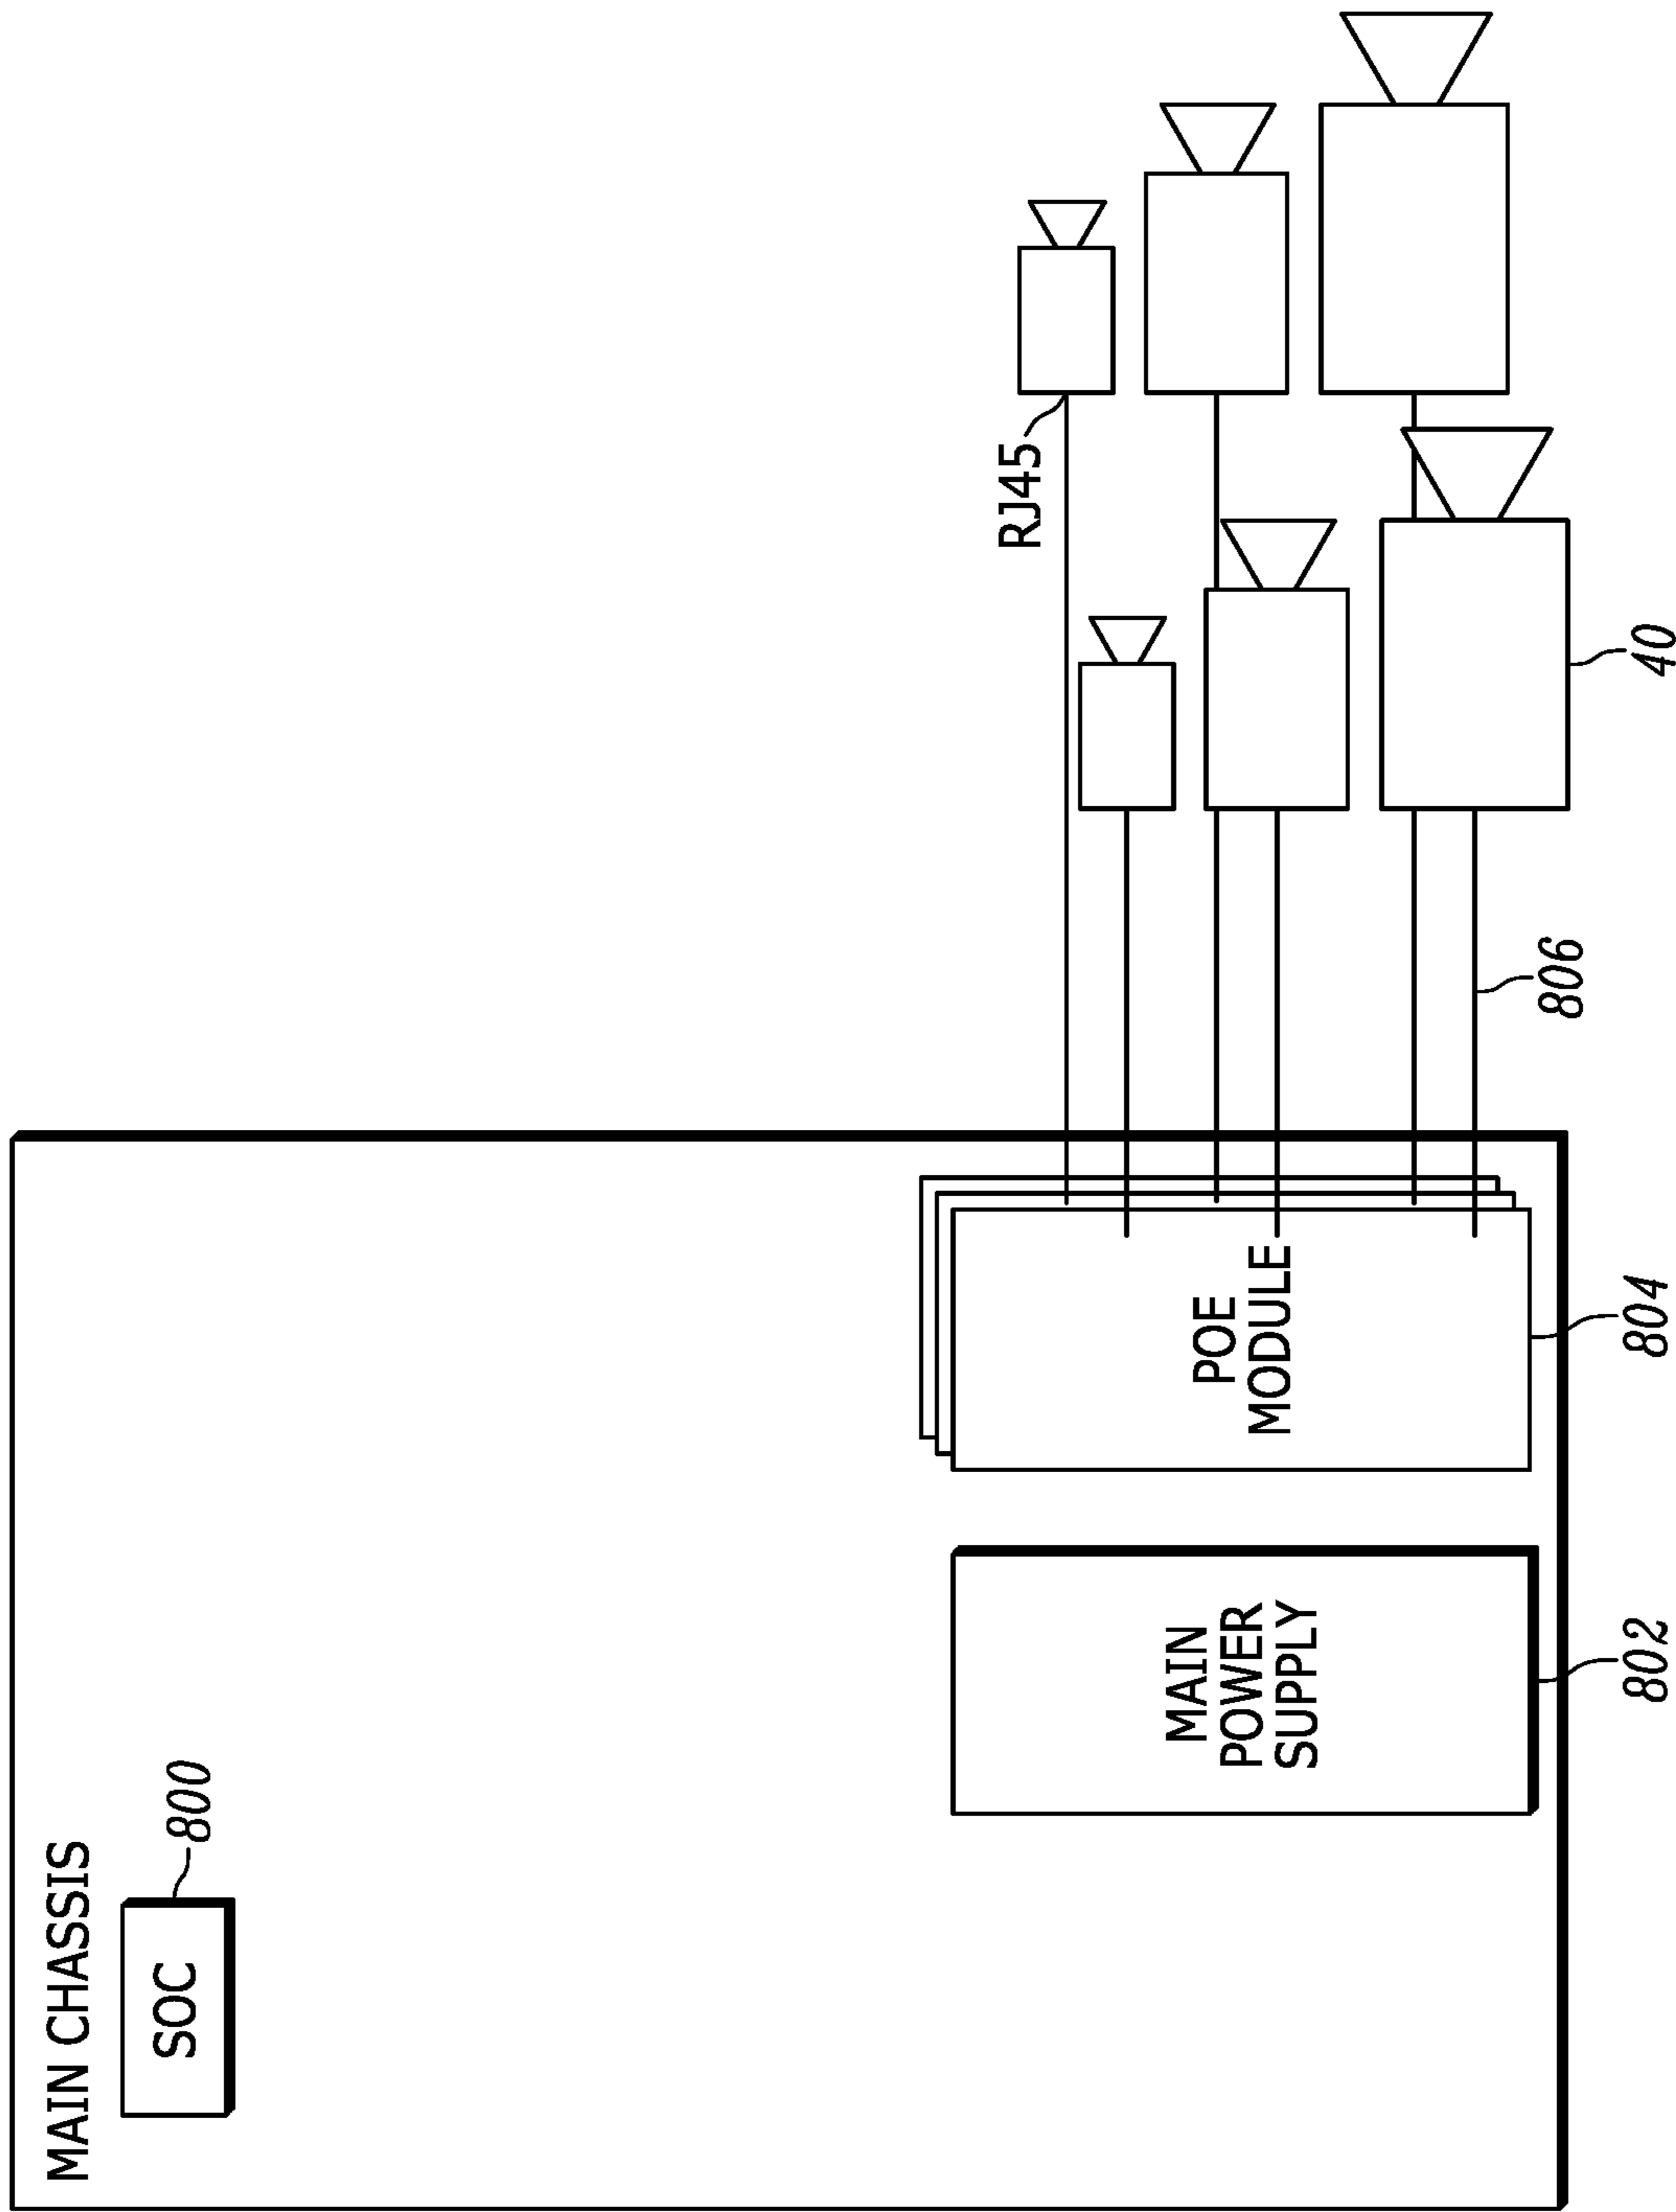 MAIN CHASSIS
SOC
800
MAIN
POWER
SUPPLY
802
POE
MODULE
804
806
RJ45
40